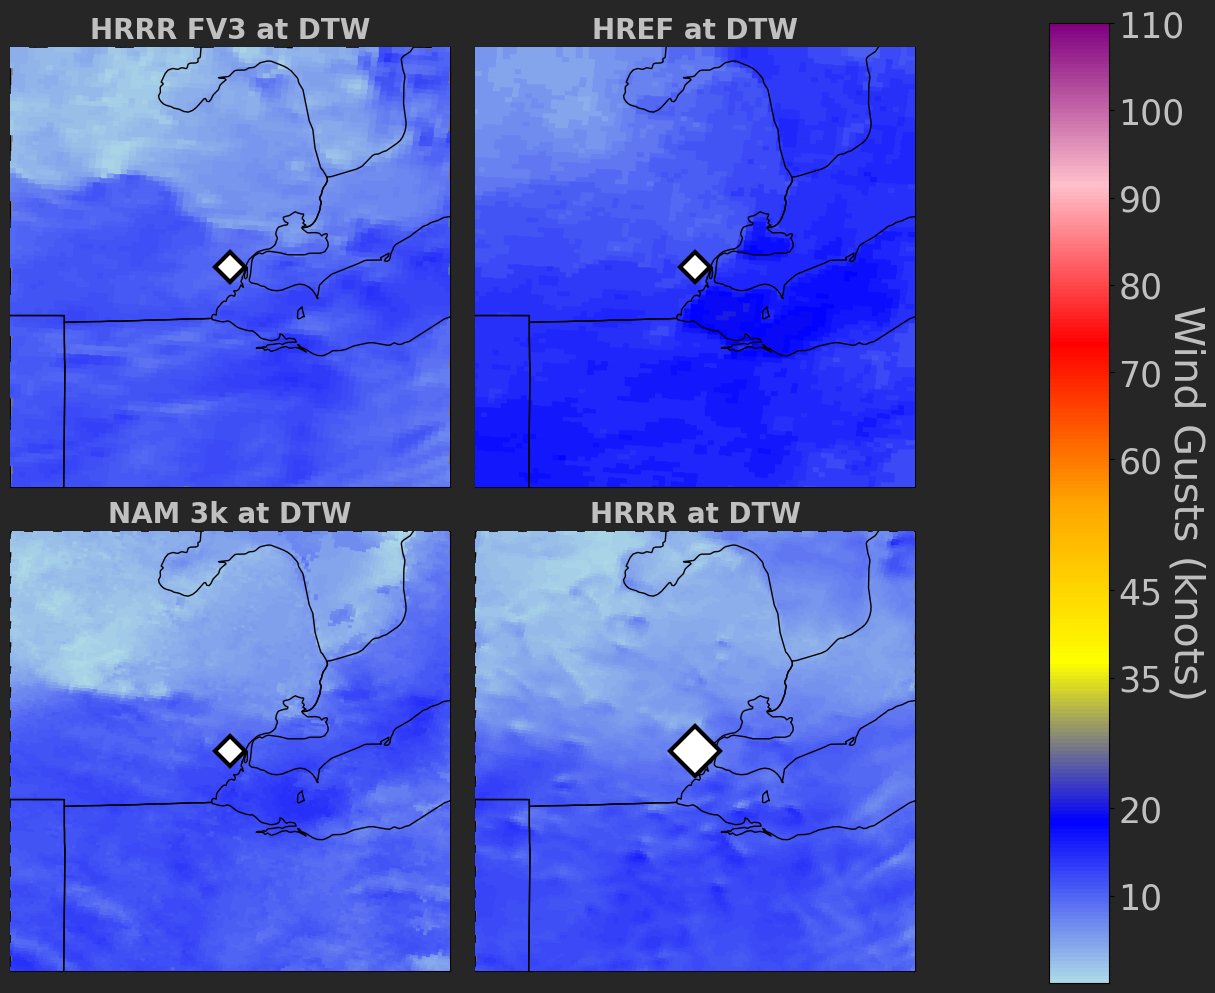 HRRR FV3 at DTW
HREF at DTW
NAM 3k at DTW
HRRR at DTW
110
100
90
80
70
60
45
35
20
10
Wind Gusts (knots)